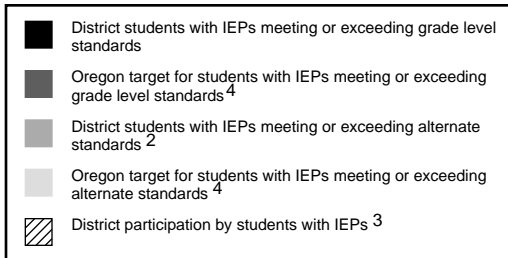 District students with IEPs meeting or exceeding grade level
standards
Oregon target for students with IEPs meeting or exceeding
grade level standards 4
District students with IEPs meeting or exceeding alternate
standards 2
Oregon target for students with IEPs meeting or exceeding
alternate standards 4
District participation by students with IEPs 3